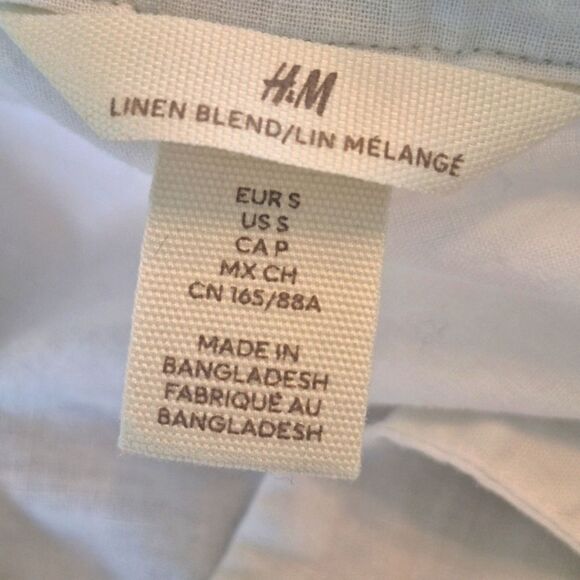 H&M
LINEN BLEND/LIN MÉLANGÉ
EUR S
US S
CA P
MX CH
CN 165/88A
MADE IN
BANGLADESH
FABRIQUÉ AU
BANGLADESH